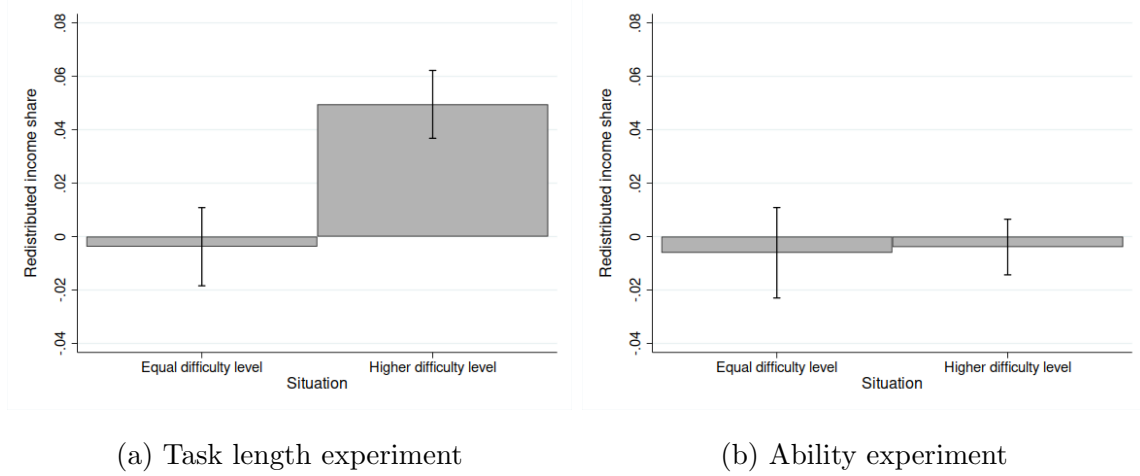 .08
.06
.04
.02
0
-.02
-.04
Redistributed income share
Equal difficulty level
Higher difficulty level
Situation
(a) Task length experiment
.08
.06
.04
.02
0
-.02
-.04
Redistributed income share
Equal difficulty level
Higher difficulty level
Situation
(b) Ability experiment